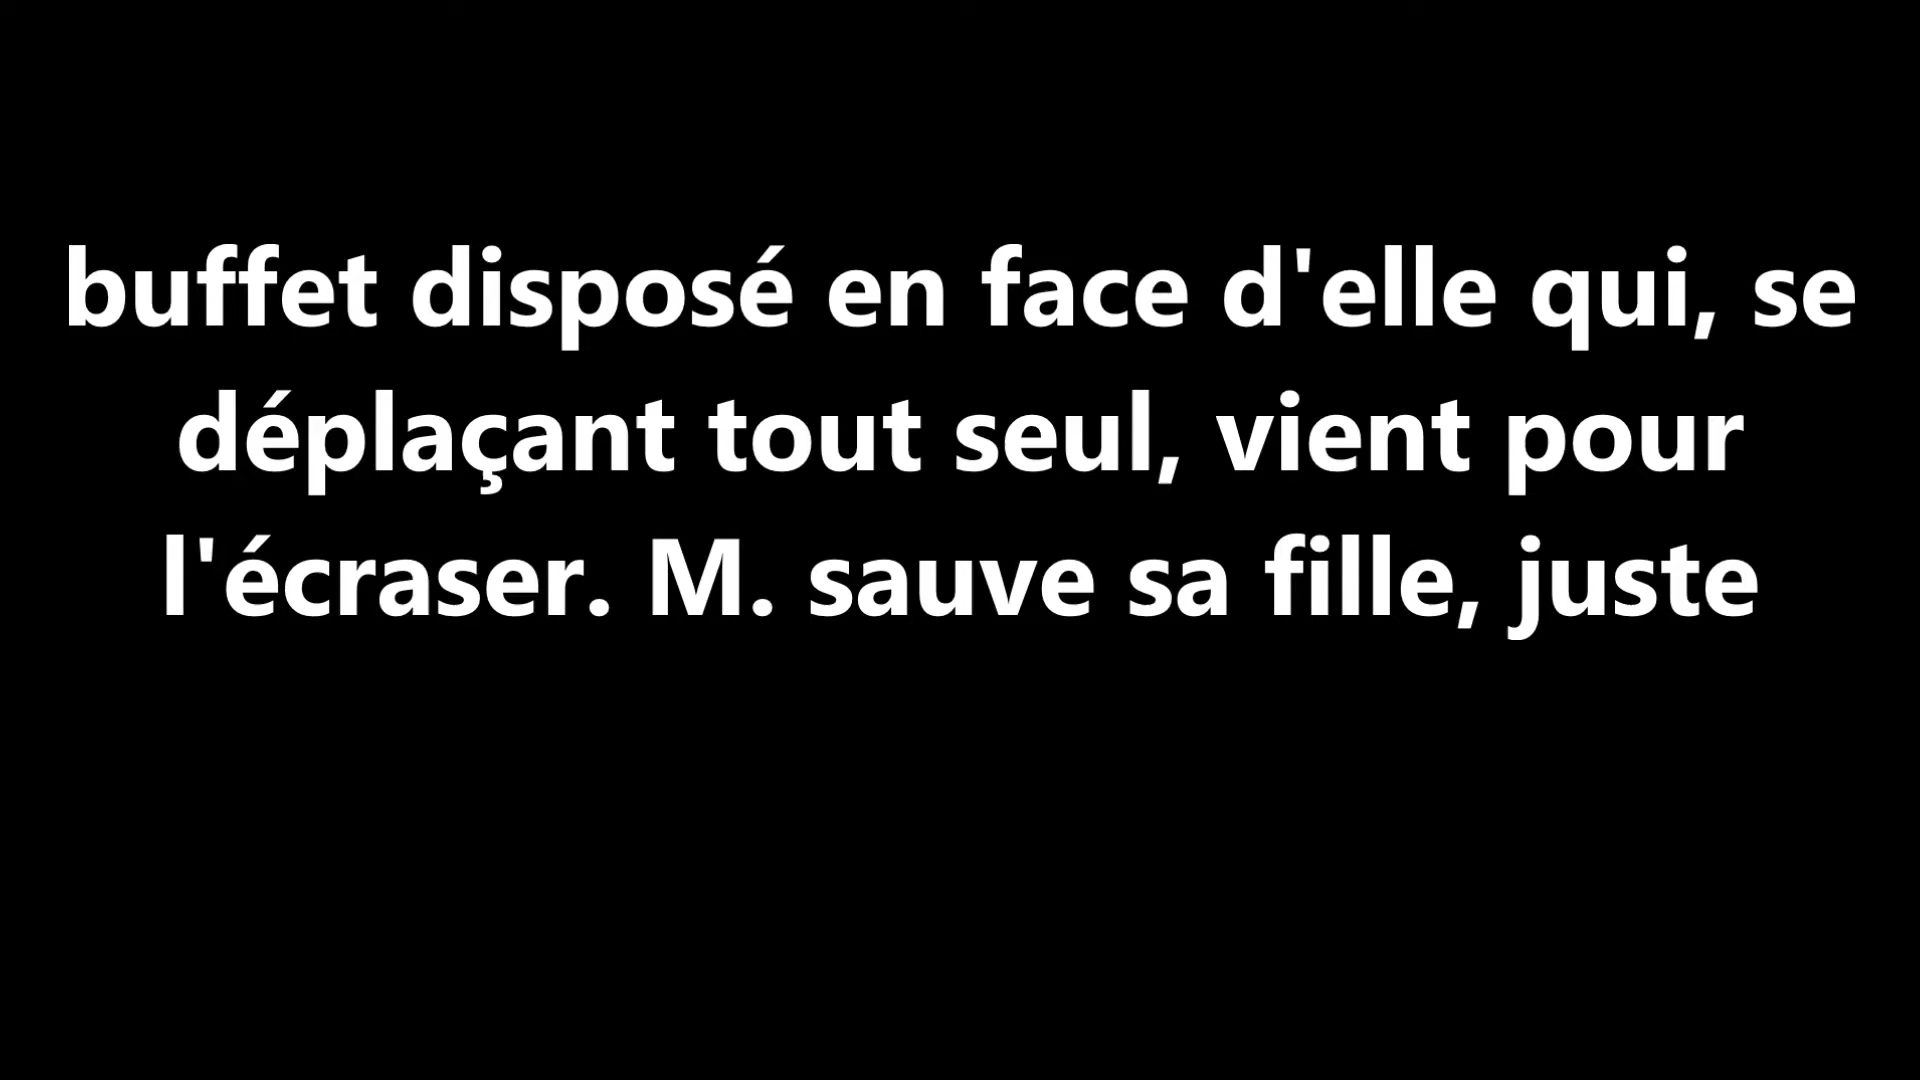 buffet disposé en face d'elle qui, se
déplaçant tout seul, vient pour
l'écraser. M. sauve sa fille, juste